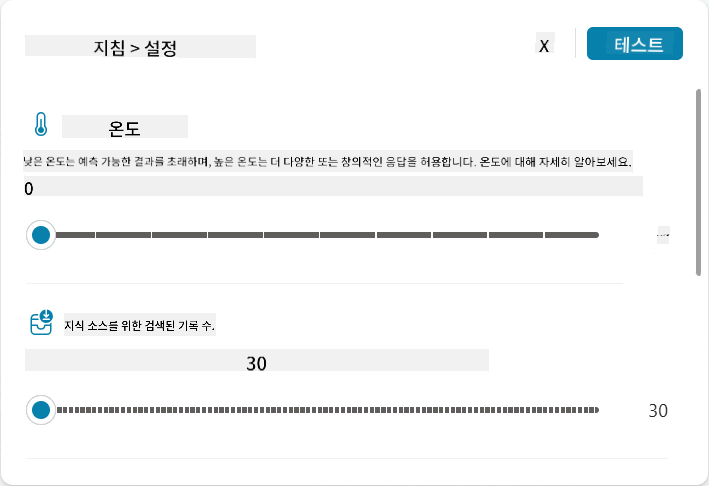 지침 > 설정
X
테스트
온도
낮은 온도는 예측 가능한 결과를 초래하며, 높은 온도는 더 다양한 또는 창의적인 응답을 허용합니다. 온도에 대해 자세히 알아보세요.
0
지식 소스를 위한 검색된 기록 수.
30
30